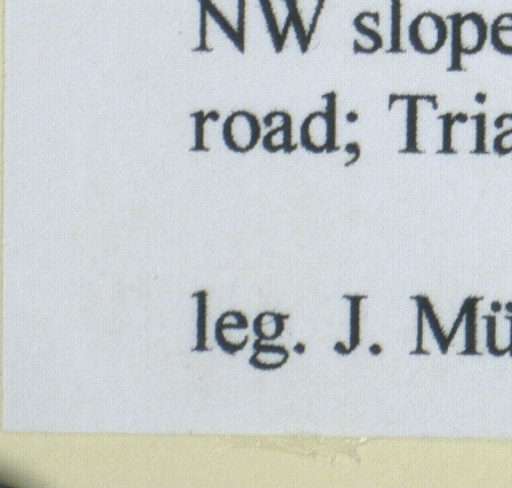 NW slope
road; Tria
leg. J. Mü